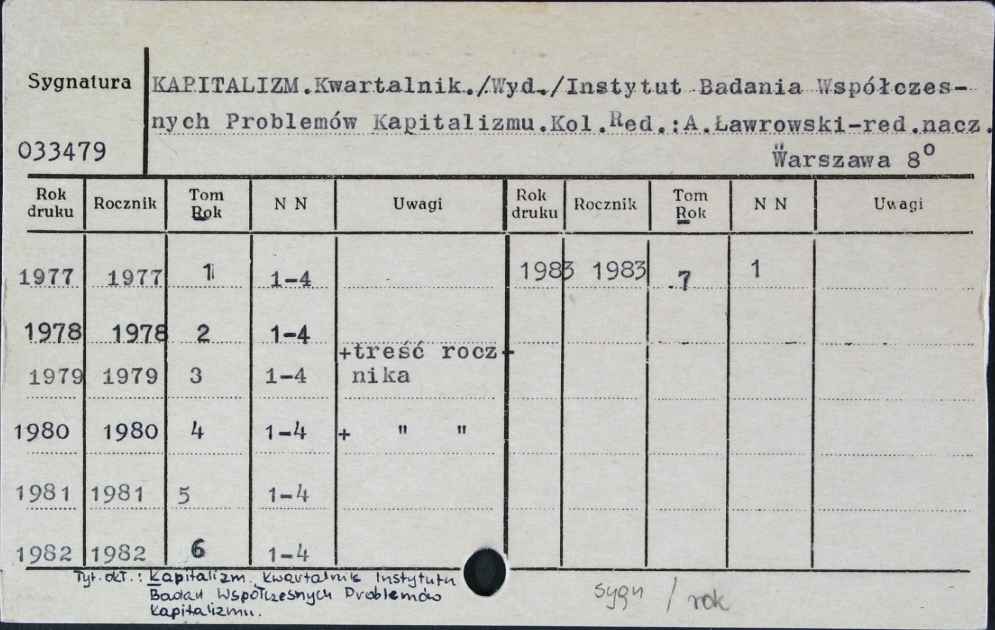 Sygnatura
033479
KAPITALIZM.Kwartalnik./.Wyd./Instytut Badania Współczes-
nych Problemów Kapitalizmu.Kol.Red.:A.Ławrowski-red.nacz.
Warszawa 8°
Rok druku Rocznik Tom Rok N N Uwagi Rok druku Rocznik Tom Rok N N Uwagi
1977 1977 1 1-4 1983 1983 7 1
1978 1978 2 1-4
+treść rocz-
1979 1979 3 1-4 nika
1980 1980 4 1-4 + " "
1981 1981 5 1-4
1982 1982 6 1-4
Tyt. okł.: Kapitalizm. Kwartalnik Instytutu
Badań Współczesnych Problemów
Kapitalizmu.
sygn / rok